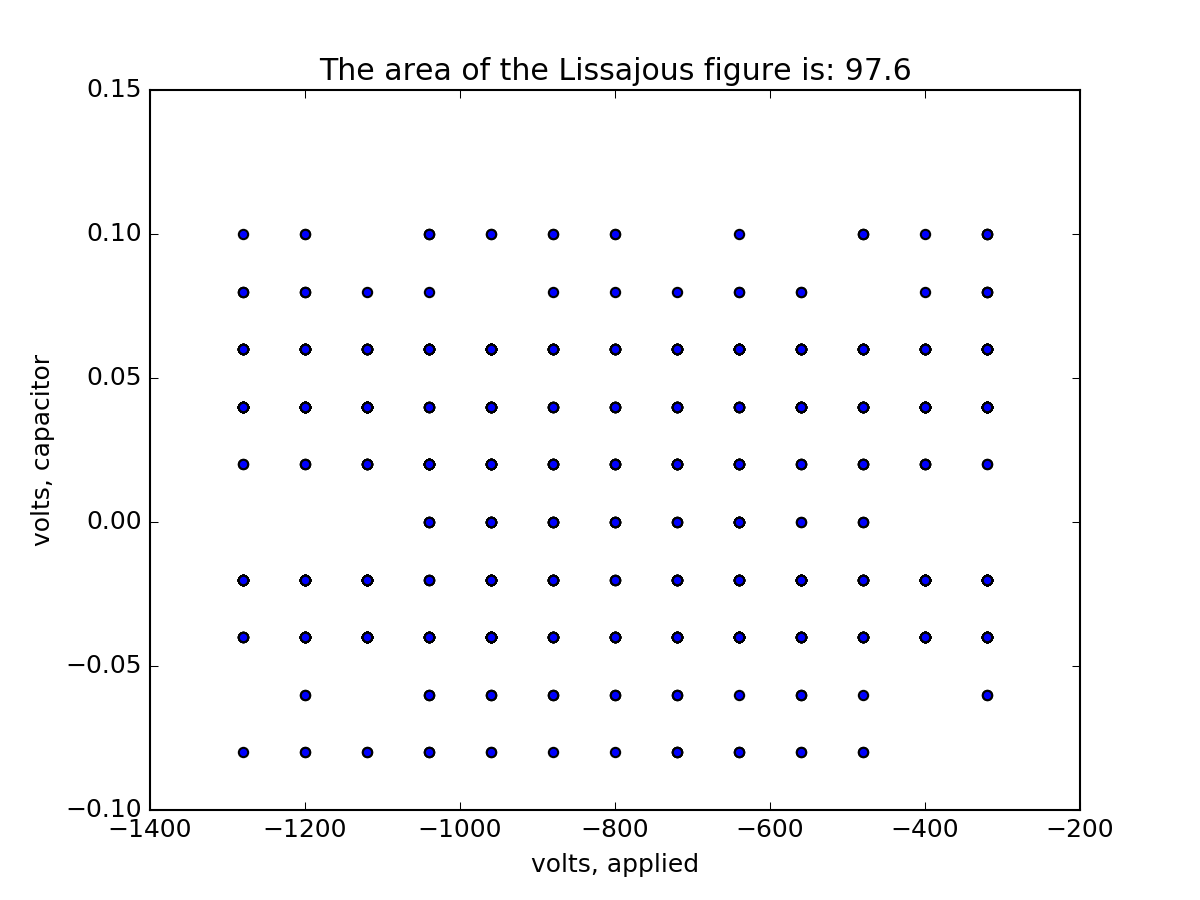 The area of the Lissajous figure is: 97.6
0.15
0.10
0.05
0.00
−0.05
−0.10
−1400 −1200 −1000 −800 −600 −400 −200
volts, applied
volts, capacitor